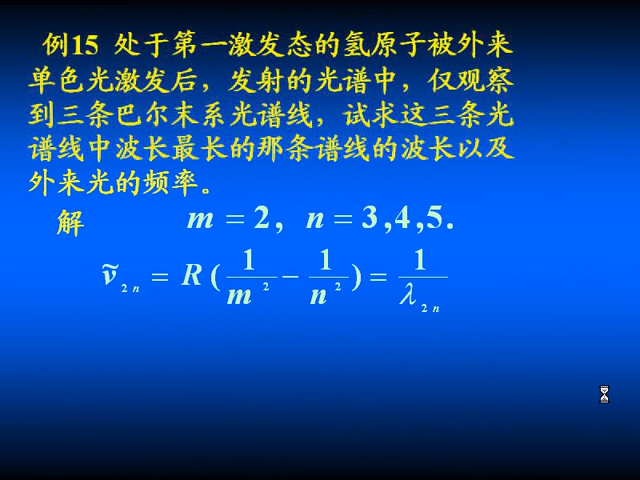 例15 处于第一激发态的氢原子被外来
单色光激发后，发射的光谱中，仅观察
到三条巴尔末系光谱线，试求这三条光
谱线中波长最长的那条谱线的波长以及
外来光的频率。
解 m = 2, n = 3,4,5.
ṽ₂ₙ = R(1/m² − 1/n²) = 1/λ₂ₙ